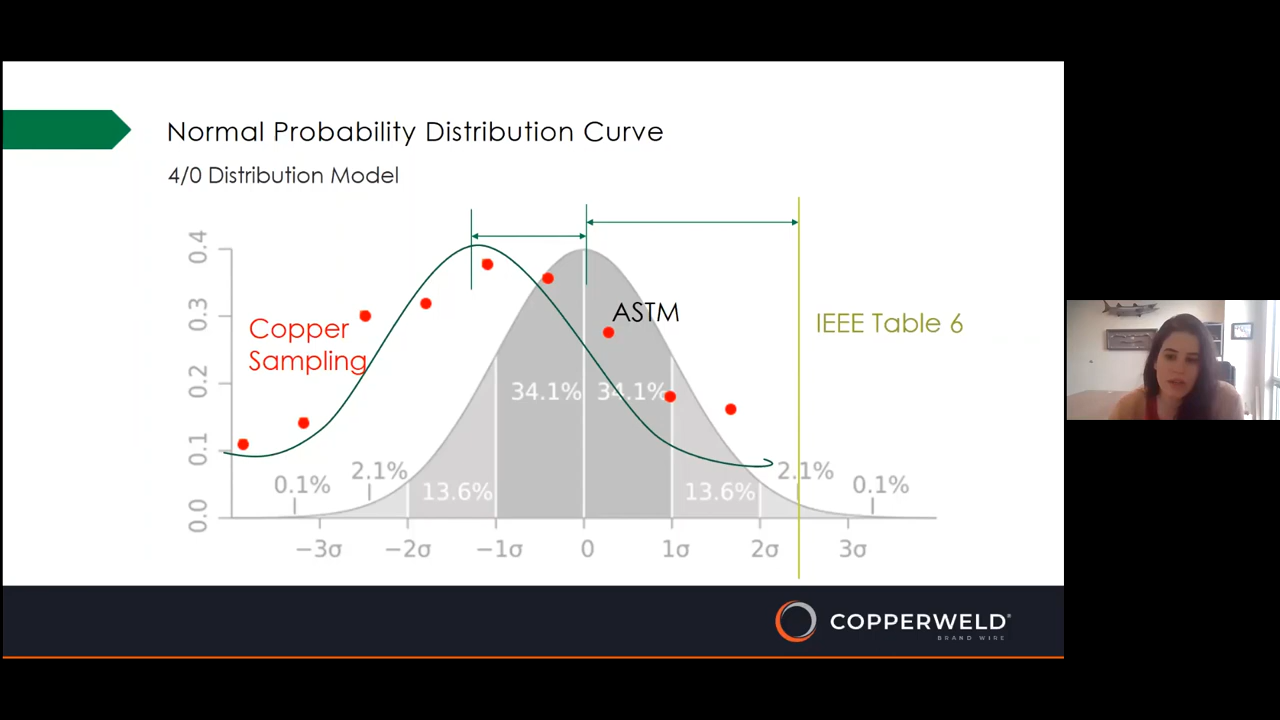 Normal Probability Distribution Curve
4/0 Distribution Model
0.4
0.3
0.2
0.1
0.0
Copper
Sampling
ASTM
IEEE Table 6
34.1% 34.1%
0.1% 2.1% 13.6% 13.6% 2.1% 0.1%
−3σ −2σ −1σ 0 1σ 2σ 3σ
COPPERWELD®
BRAND WIRE